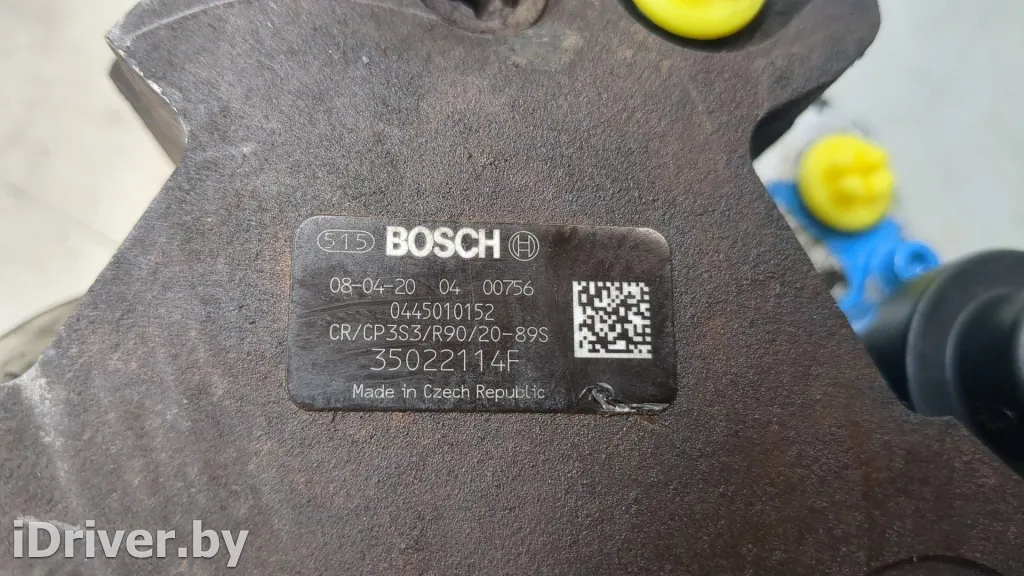 515 BOSCH
08-04-20 04 00756
0445010152
CR/CP3S3/R90/20-89S
35022114F
Made in Czech Republic
iDriver.by